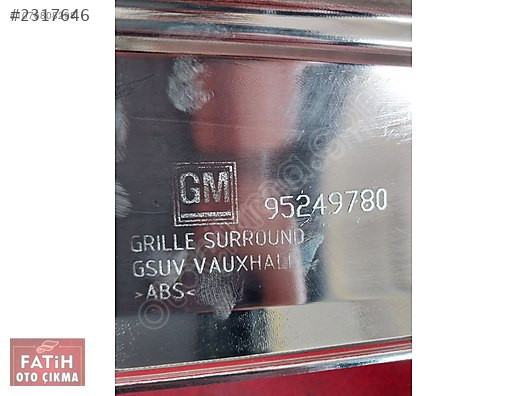 #2317646
GM
95249780
GRILLE SURROUND
GSUV VAUXHALL
>ABS<
FATİH
OTO ÇIKMA